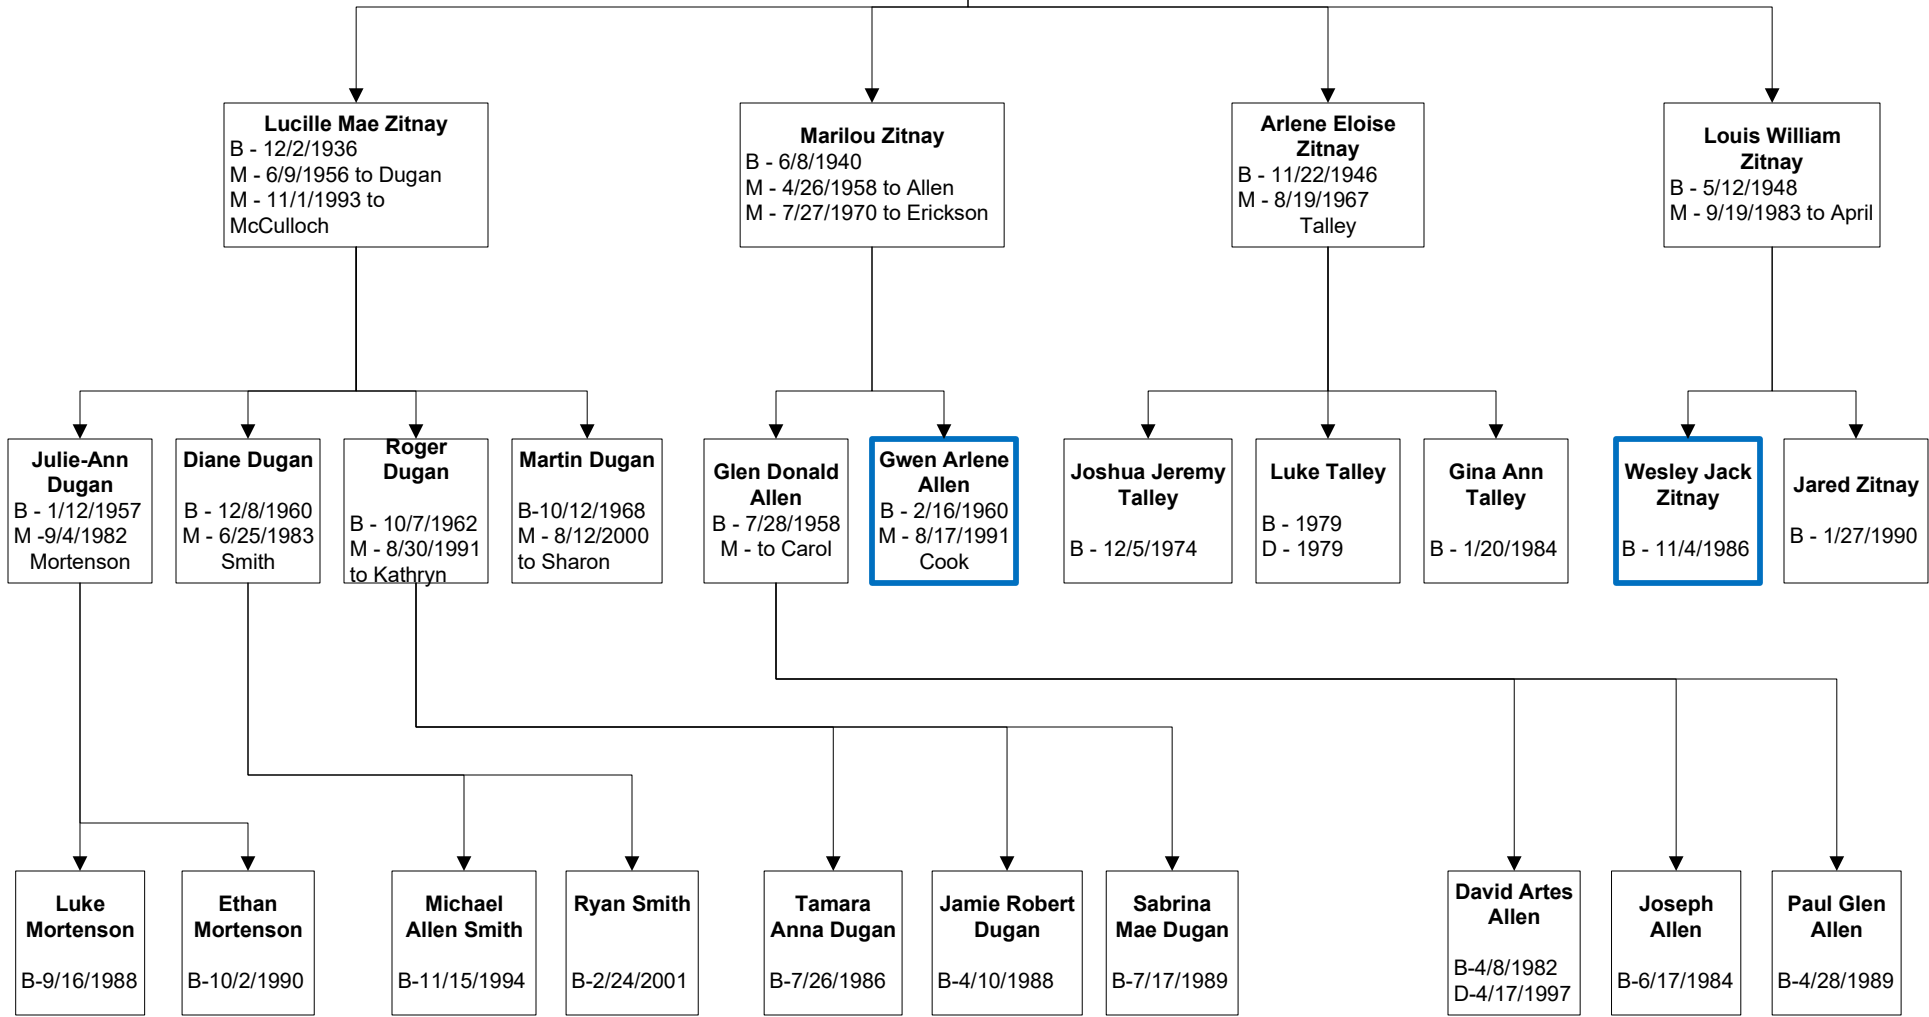 Lucille Mae Zitnay
B - 12/2/1936
M - 6/9/1956 to Dugan
M - 11/1/1993 to
McCulloch
Marilou Zitnay
B - 6/8/1940
M - 4/26/1958 to Allen
M - 7/27/1970 to Erickson
Arlene Eloise
Zitnay
B - 11/22/1946
M - 8/19/1967
Talley
Louis William
Zitnay
B - 5/12/1948
M - 9/19/1983 to April
Julie-Ann
Dugan
B - 1/12/1957
M -9/4/1982
Mortenson
Diane Dugan
B - 12/8/1960
M - 6/25/1983
Smith
Roger
Dugan
B - 10/7/1962
M - 8/30/1991
to Kathryn
Martin Dugan
B-10/12/1968
M - 8/12/2000
to Sharon
Glen Donald
Allen
B - 7/28/1958
M - to Carol
Gwen Arlene
Allen
B - 2/16/1960
M - 8/17/1991
Cook
Joshua Jeremy
Talley
B - 12/5/1974
Luke Talley
B - 1979
D - 1979
Gina Ann
Talley
B - 1/20/1984
Wesley Jack
Zitnay
B - 11/4/1986
Jared Zitnay
B - 1/27/1990
Luke
Mortenson
B-9/16/1988
Ethan
Mortenson
B-10/2/1990
Michael
Allen Smith
B-11/15/1994
Ryan Smith
B-2/24/2001
Tamara
Anna Dugan
B-7/26/1986
Jamie Robert
Dugan
B-4/10/1988
Sabrina
Mae Dugan
B-7/17/1989
David Artes
Allen
B-4/8/1982
D-4/17/1997
Joseph
Allen
B-6/17/1984
Paul Glen
Allen
B-4/28/1989